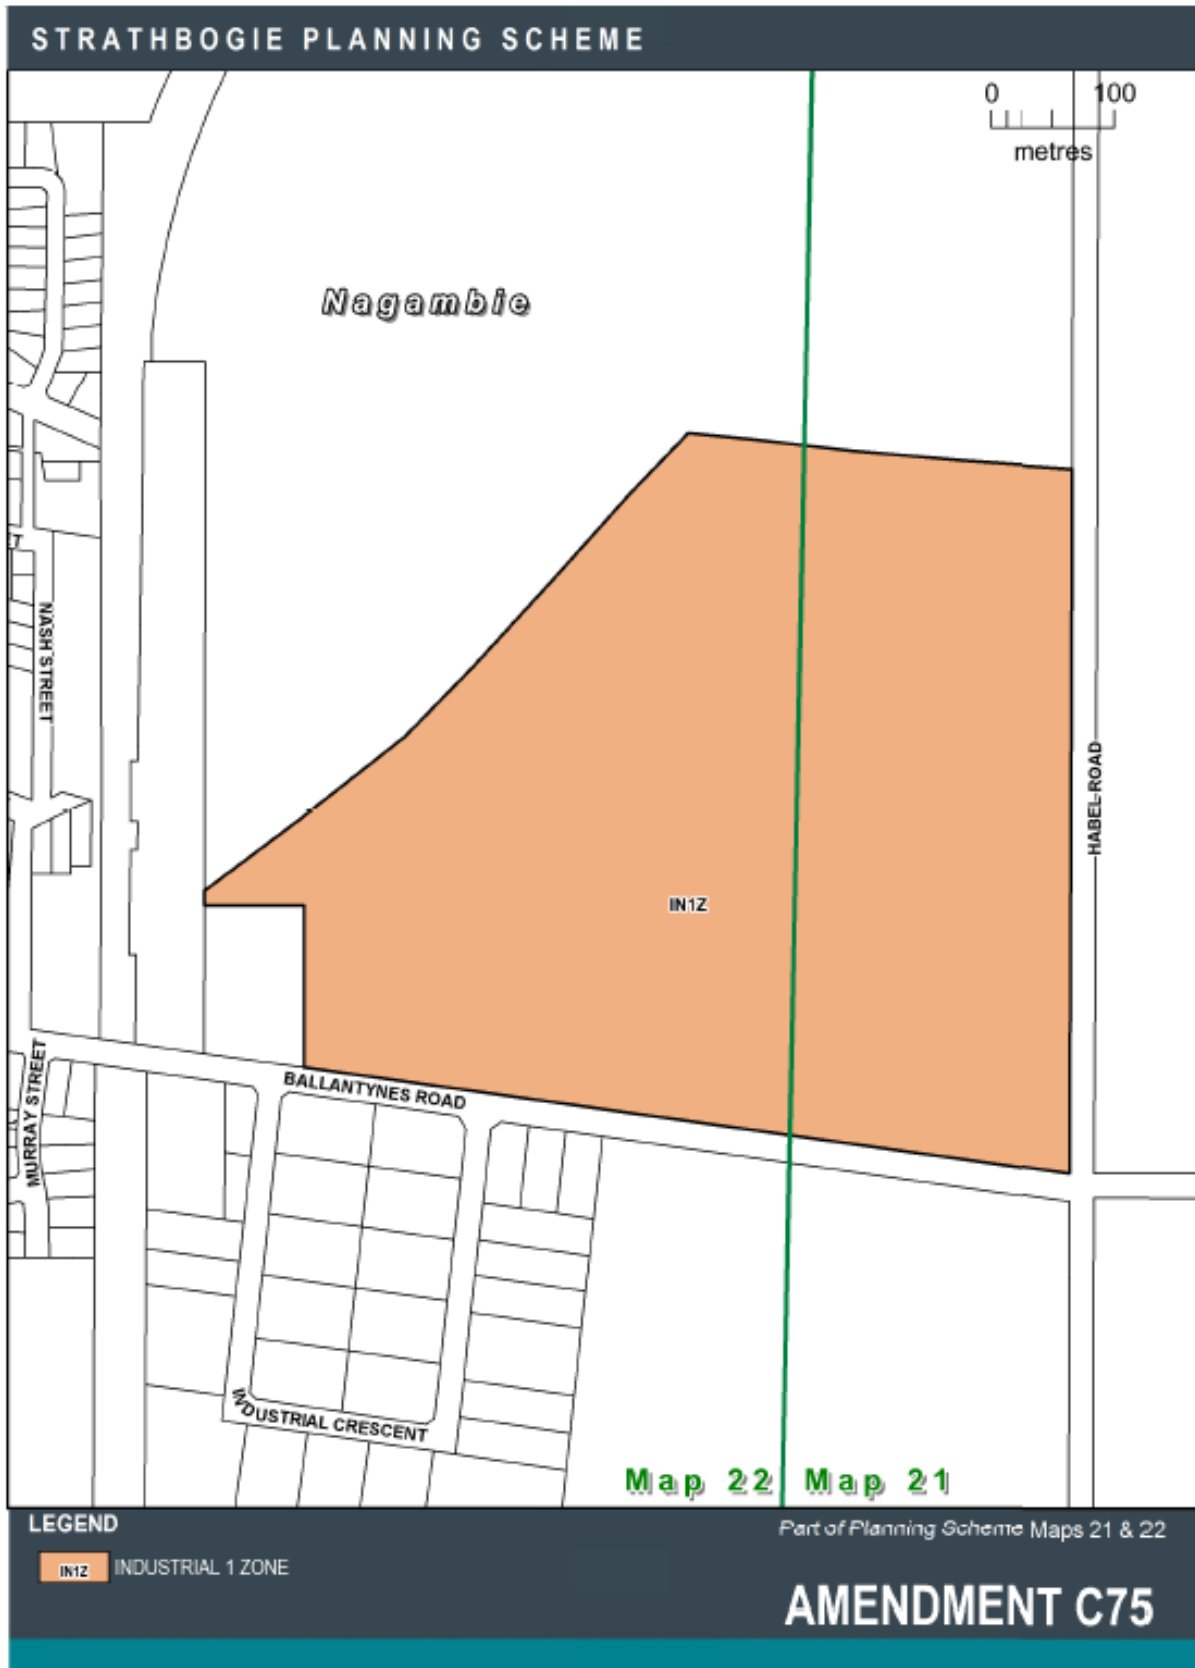 STRATHBOGIE PLANNING SCHEME
0 100
metres
Nagambie
ET
NASH STREET
HABEL ROAD
IN1Z
MURRAY STREET
BALLANTYNES ROAD
INDUSTRIAL CRESCENT
Map 22 Map 21
LEGEND
Part of Planning Scheme Maps 21 & 22
IN1Z INDUSTRIAL 1 ZONE
AMENDMENT C75